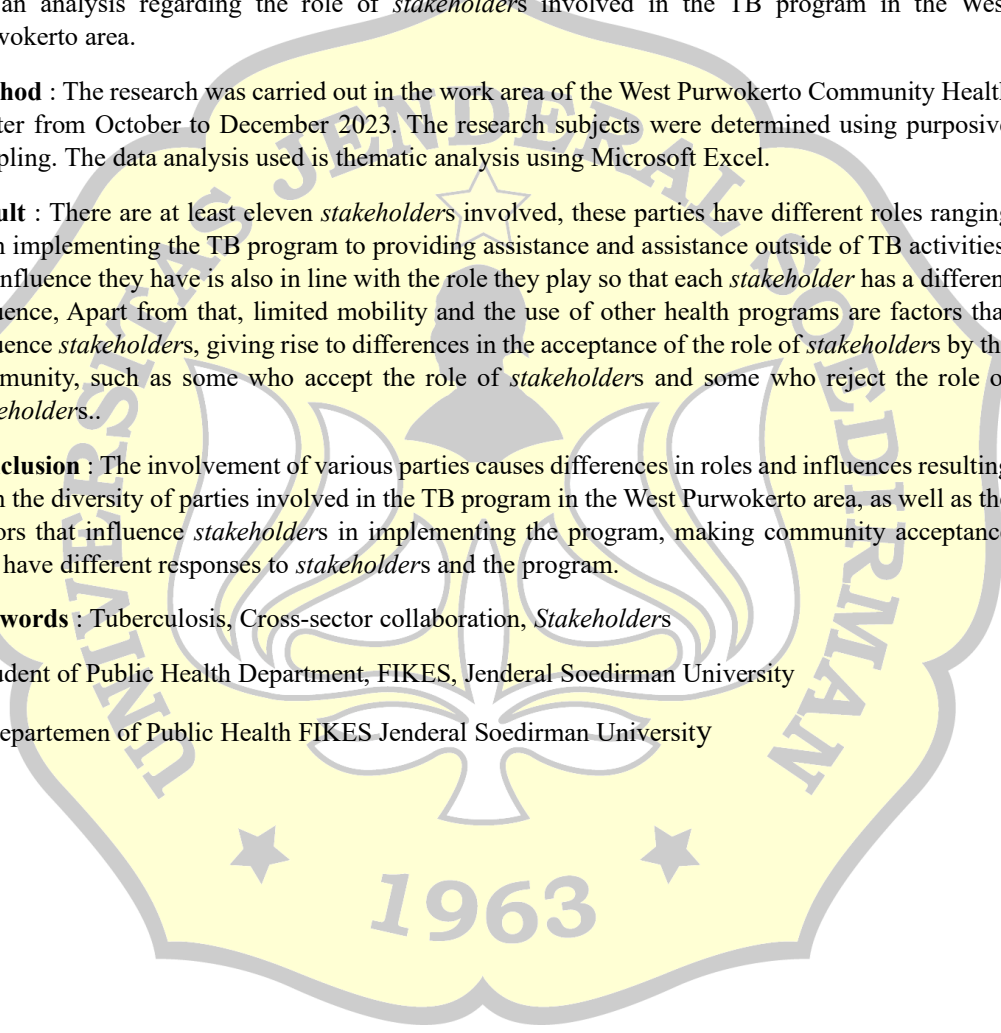 an analysis regarding the role of stakeholders involved in the TB program in the Wes
wokerto area.
hod : The research was carried out in the work area of the West Purwokerto Community Health
ter from October to December 2023. The research subjects were determined using purposive
pling. The data analysis used is thematic analysis using Microsoft Excel.
ult : There are at least eleven stakeholders involved, these parties have different roles ranging
n implementing the TB program to providing assistance and assistance outside of TB activities
influence they have is also in line with the role they play so that each stakeholder has a differen
uence, Apart from that, limited mobility and the use of other health programs are factors tha
uence stakeholders, giving rise to differences in the acceptance of the role of stakeholders by th
munity, such as some who accept the role of stakeholders and some who reject the role o
eholders..
clusion : The involvement of various parties causes differences in roles and influences resulting
n the diversity of parties involved in the TB program in the West Purwokerto area, as well as the
ors that influence stakeholders in implementing the program, making community acceptance
have different responses to stakeholders and the program.
words : Tuberculosis, Cross-sector collaboration, Stakeholders
udent of Public Health Department, FIKES, Jenderal Soedirman University
epartemen of Public Health FIKES Jenderal Soedirman University
UNIVERSITAS JENDERAL SOEDIRMAN
1963